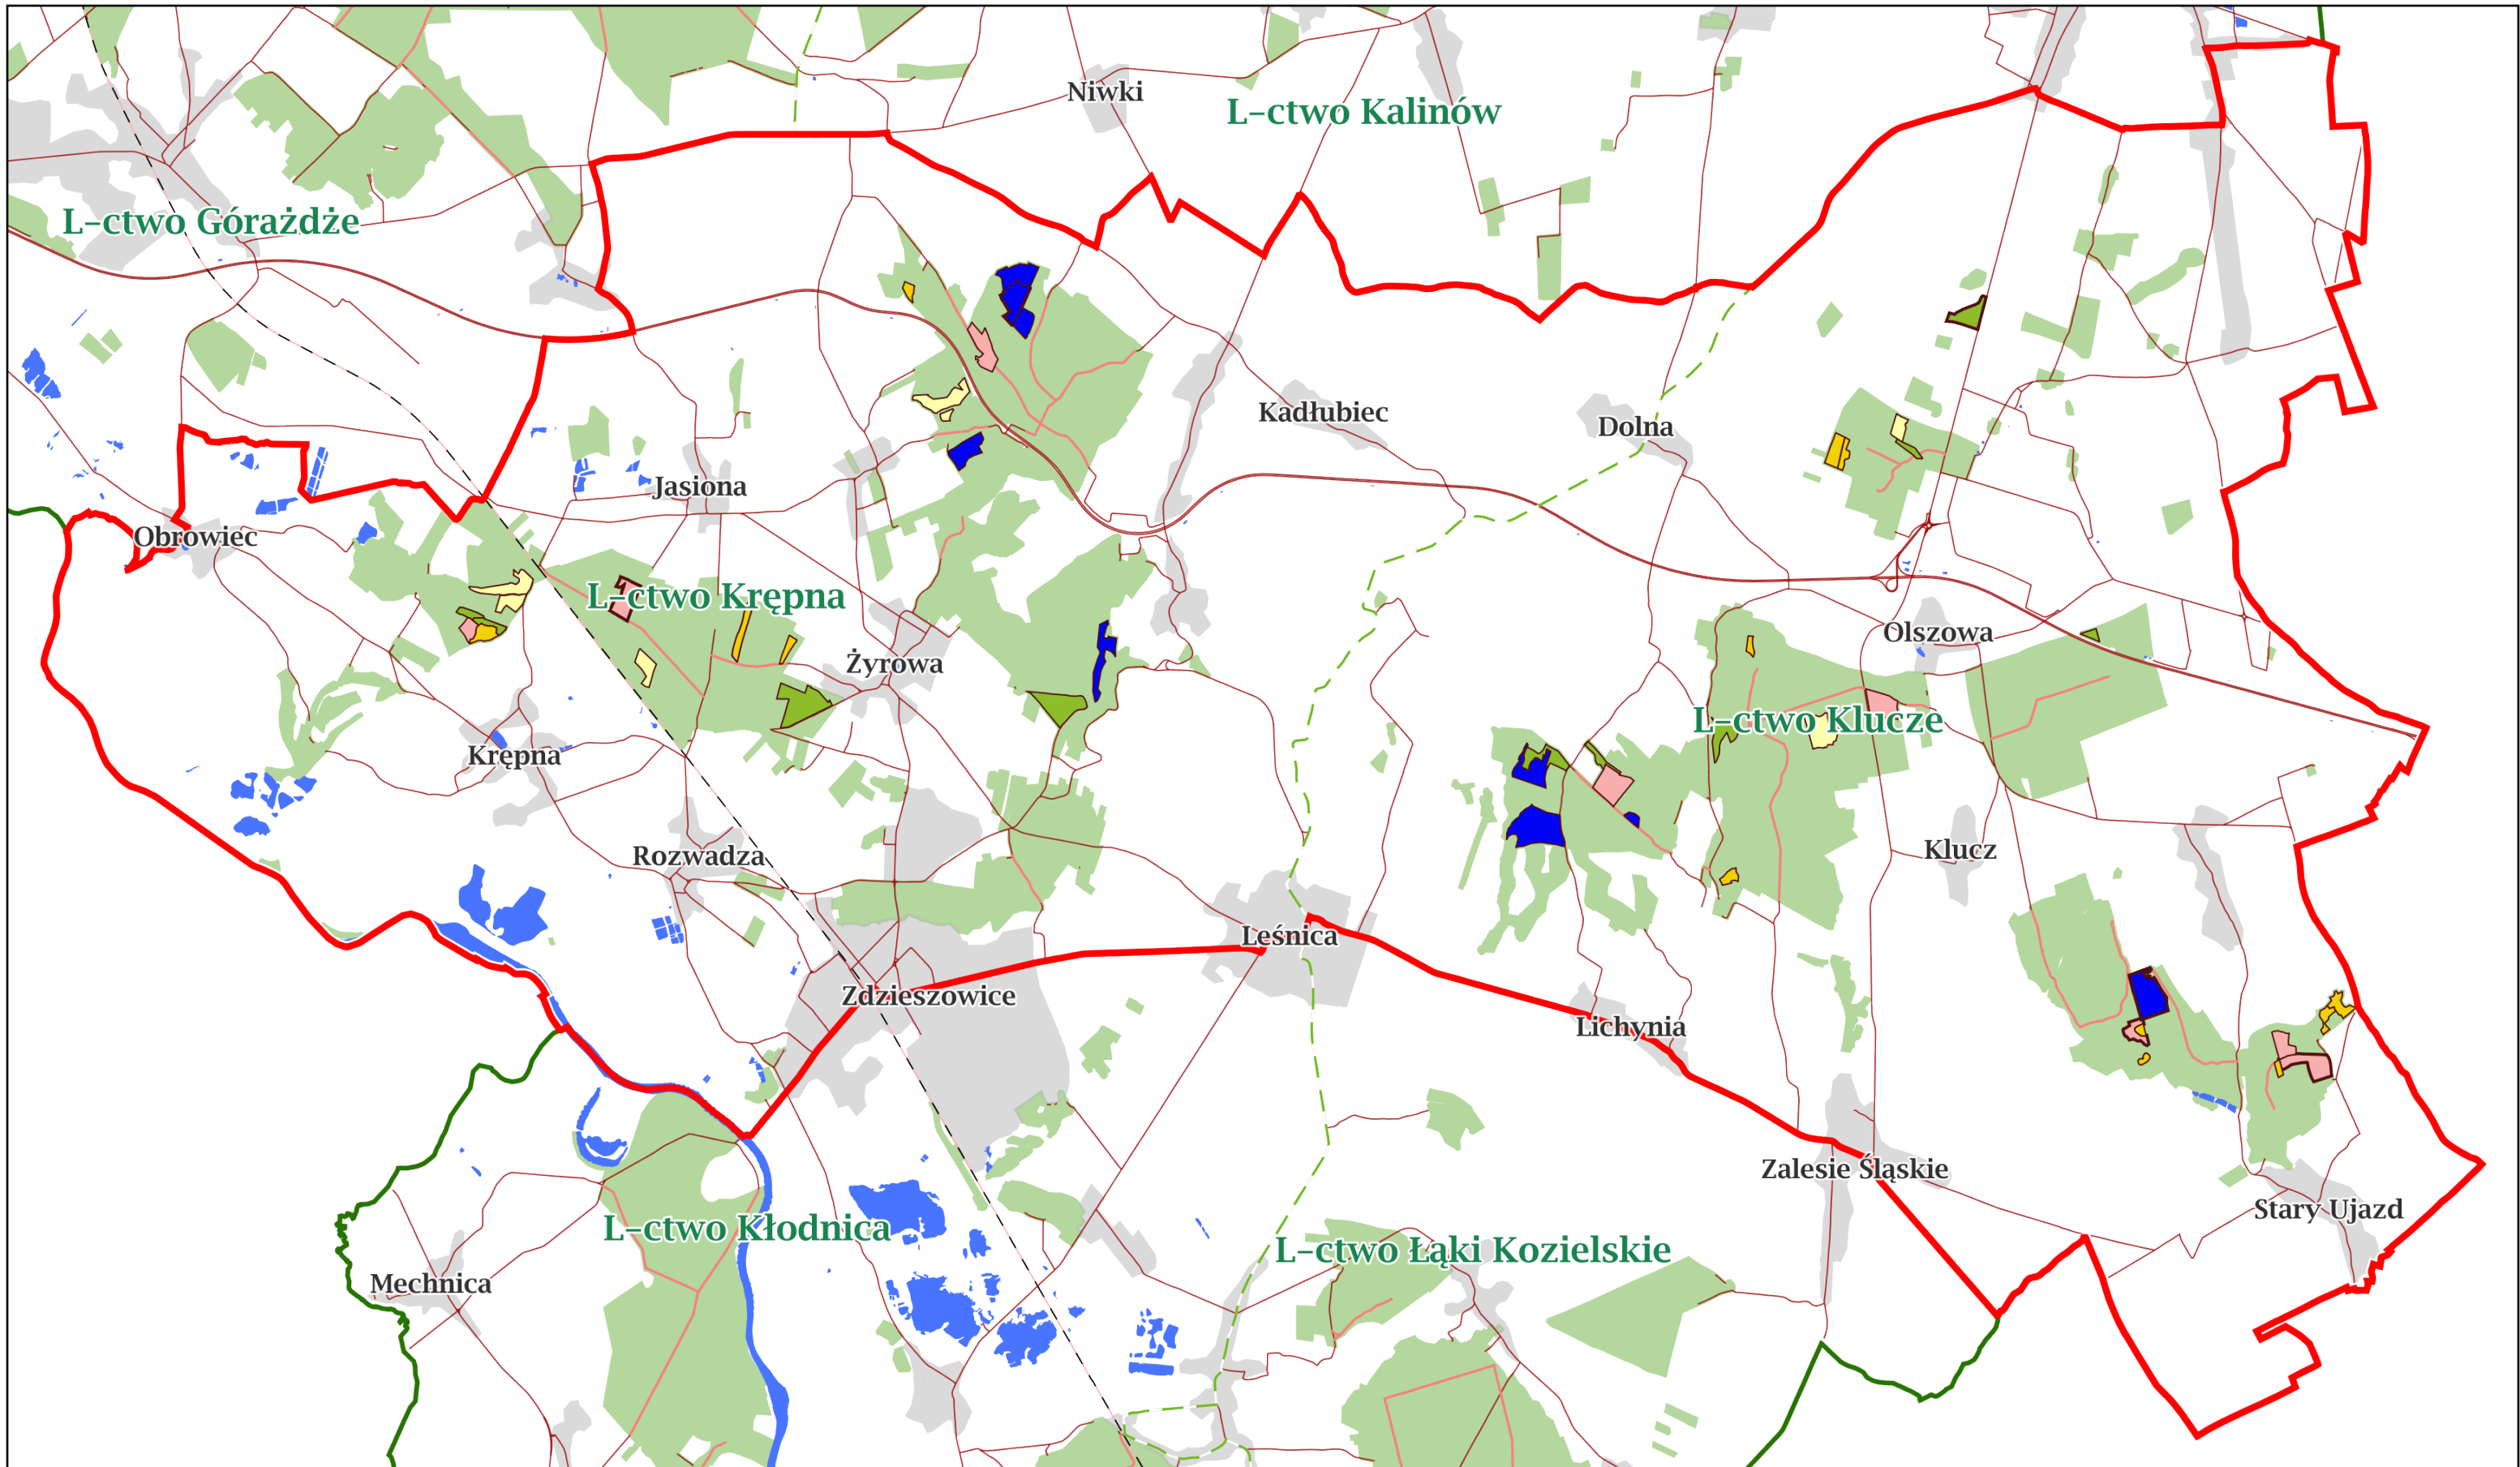 Niwki
L-ctwo Kalinów
L-ctwo Górażdże
Kadłubiec
Dolna
Jasiona
Obrowiec
L-ctwo Krępna
Olszowa
Żyrowa
L-ctwo Klucze
Krępna
Klucz
Rozwadza
Leśnica
Zdzieszowice
Lichynia
Zalesie Śląskie
Stary Ujazd
L-ctwo Kłodnica
L-ctwo Łąki Kozielskie
Mechnica